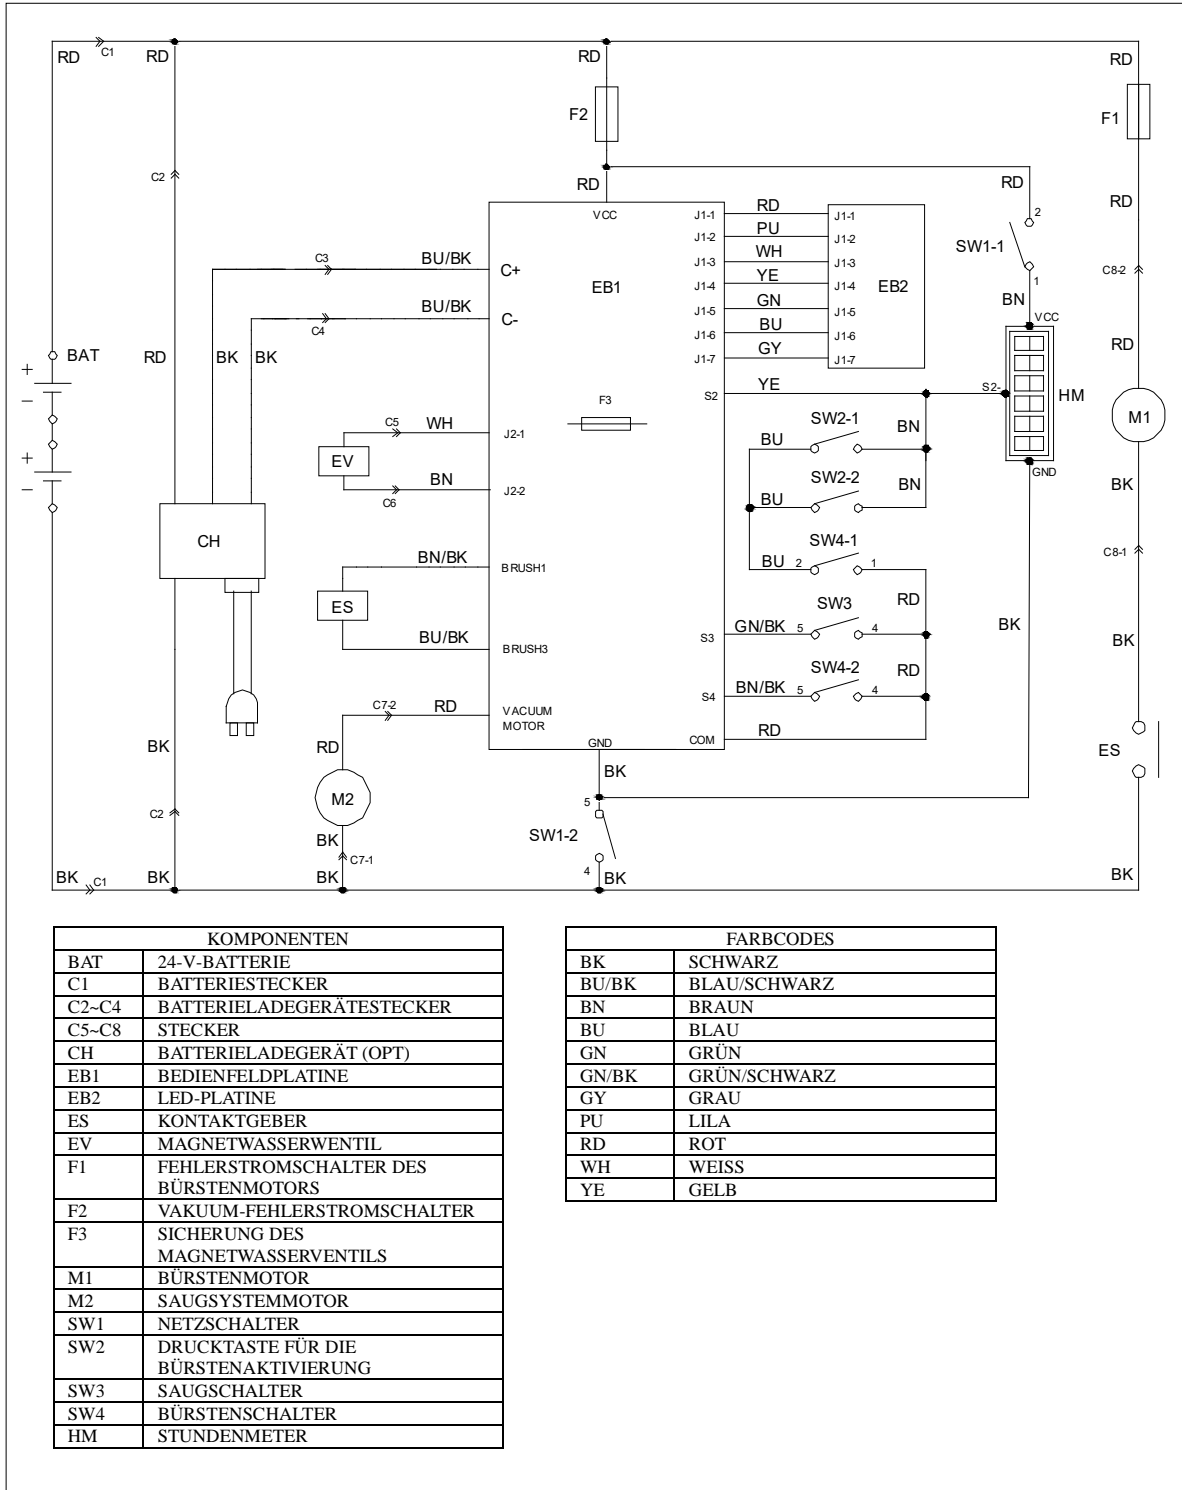 RD C1 RD RD RD
F2 F1
C2 RD RD
RD 2
VCC J1-1 RD J1-1 SW1-1
J1-2 PU J1-2
C3 BU/BK C+ J1-3 WH J1-3 1 C8-2
EB1 J1-4 YE J1-4 EB2
C4 BU/BK C- J1-5 GN J1-5 BN
J1-6 BU J1-6 VCC
BAT RD BK BK J1-7 GY J1-7 RD
+
–
S2 YE S2- HM
F3
C5 WH J2-1 SW2-1 BN M1
BU
+
–
EV SW2-2 GND
C6 BN J2-2 BU BN BK
CH SW4-1
BN/BK BRUSH1 BU 2 1 C8-1
ES SW3 RD
BU/BK BRUSH3 S3 GN/BK 5 4 BK BK
SW4-2 RD
S4 BN/BK 5 4
C7-2 RD VACUUM
MOTOR
BK RD GND COM RD ES
BK
M2 5
C2 SW1-2
BK C7-1 4
BK C1 BK BK BK BK
KOMPONENTEN
BAT 24-V-BATTERIE
C1 BATTERIESTECKER
C2~C4 BATTERIELADEGERÄTESTECKER
C5~C8 STECKER
CH BATTERIELADEGERÄT (OPT)
EB1 BEDIENFELDPLATINE
EB2 LED-PLATINE
ES KONTAKTGEBER
EV MAGNETWASSERWENTIL
F1 FEHLERSTROMSCHALTER DES
BÜRSTENMOTORS
F2 VAKUUM-FEHLERSTROMSCHALTER
F3 SICHERUNG DES
MAGNETWASSERVENTILS
M1 BÜRSTENMOTOR
M2 SAUGSYSTEMMOTOR
SW1 NETZSCHALTER
SW2 DRUCKTASTE FÜR DIE
BÜRSTENAKTIVIERUNG
SW3 SAUGSCHALTER
SW4 BÜRSTENSCHALTER
HM STUNDENMETER
FARBCODES
BK SCHWARZ
BU/BK BLAU/SCHWARZ
BN BRAUN
BU BLAU
GN GRÜN
GN/BK GRÜN/SCHWARZ
GY GRAU
PU LILA
RD ROT
WH WEISS
YE GELB